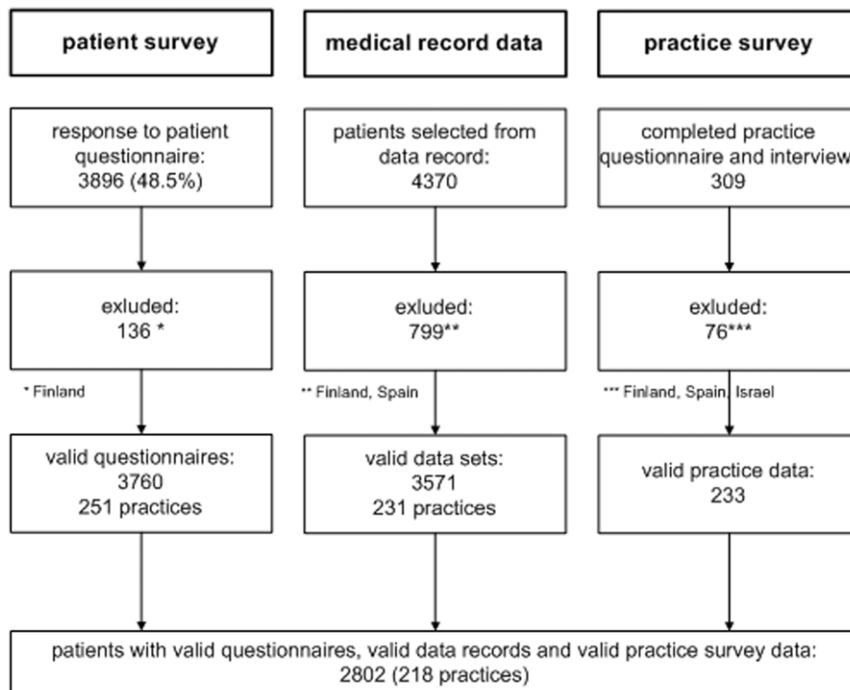 patient survey
medical record data
practice survey
response to patient
questionnaire:
3896 (48.5%)
patients selected from
data record:
4370
completed practice
questionnaire and interview
309
exluded:
136 *
exluded:
799**
exluded:
76***
* Finland
** Finland, Spain
*** Finland, Spain, Israel
valid questionnaires:
3760
251 practices
valid data sets:
3571
231 practices
valid practice data:
233
patients with valid questionnaires, valid data records and valid practice survey data:
2802 (218 practices)